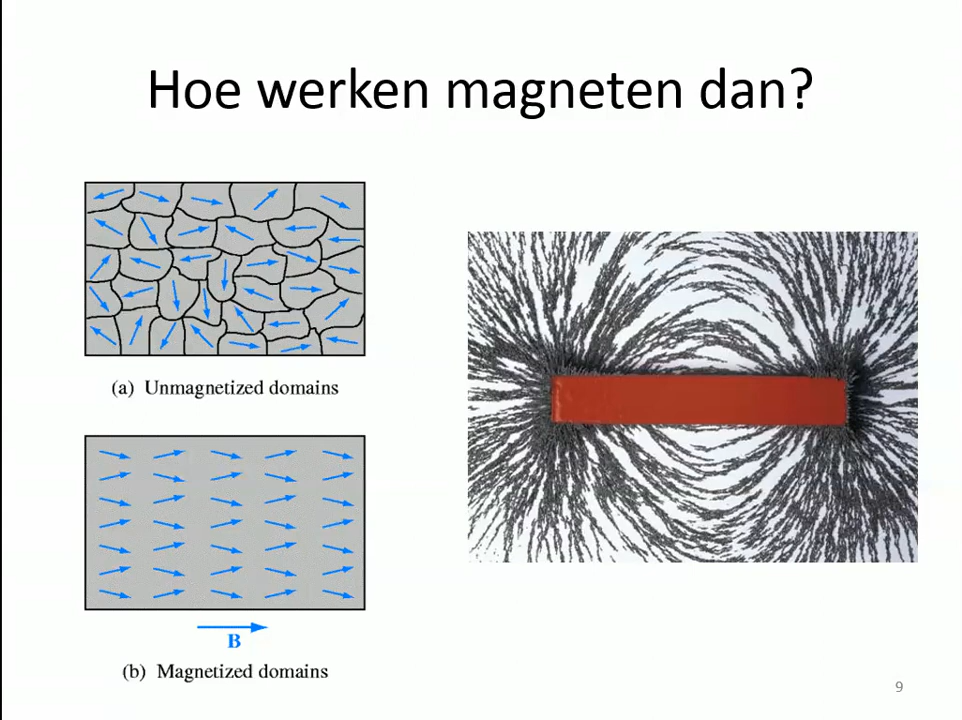 Hoe werken magneten dan?
(a) Unmagnetized domains
B
(b) Magnetized domains
9